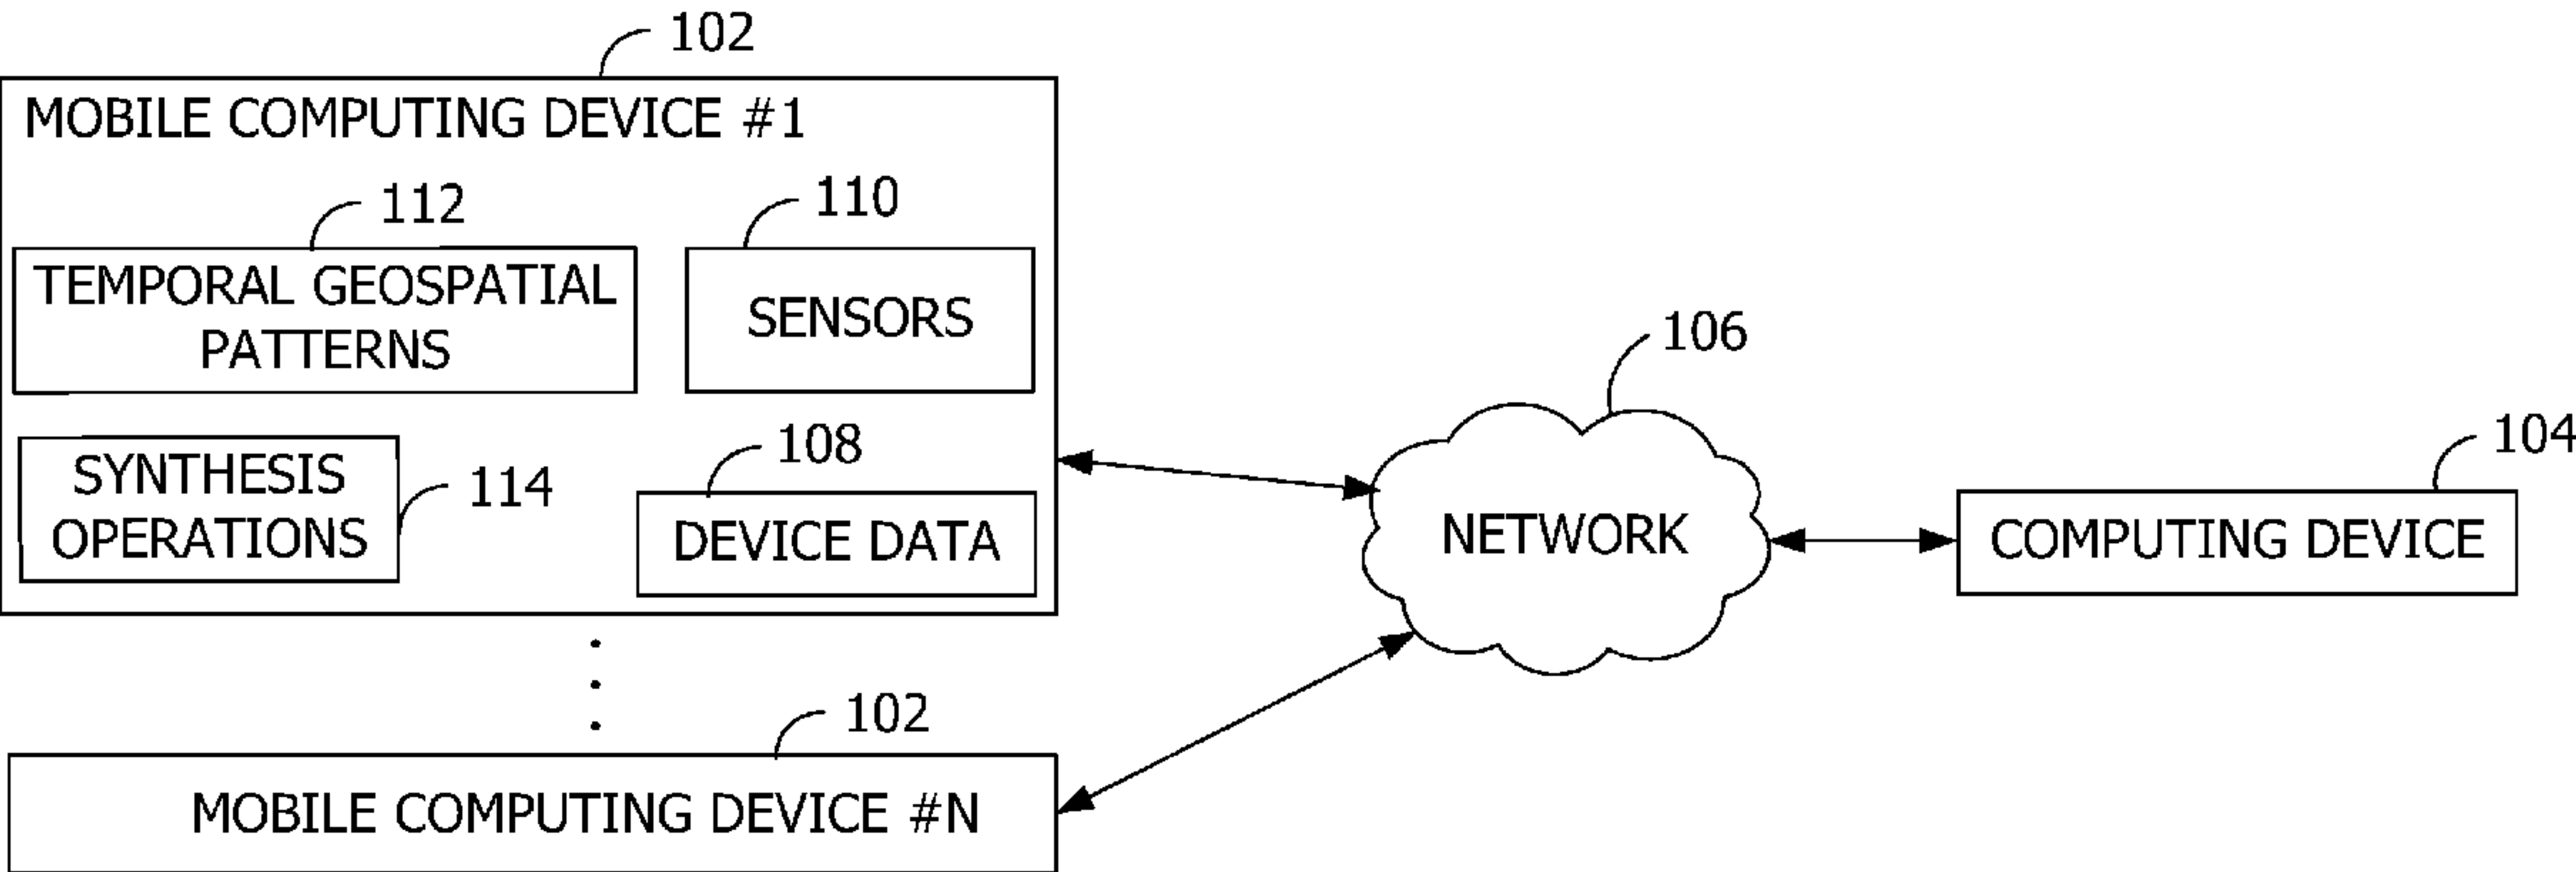 102
MOBILE COMPUTING DEVICE #1
112
110
TEMPORAL GEOSPATIAL
PATTERNS
SENSORS
SYNTHESIS
OPERATIONS
114
108
DEVICE DATA
106
NETWORK
104
COMPUTING DEVICE
102
MOBILE COMPUTING DEVICE #N